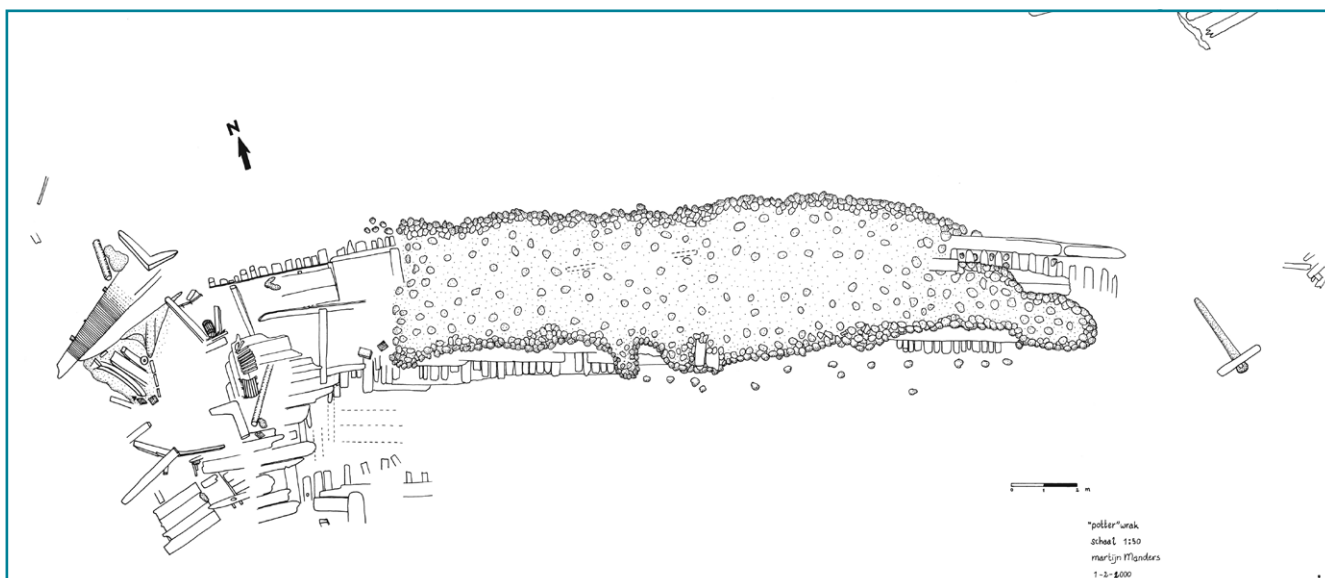 N
0 1 2 m
"potter" wrak
schaal 1:50
martijn Manders
1-2-2000